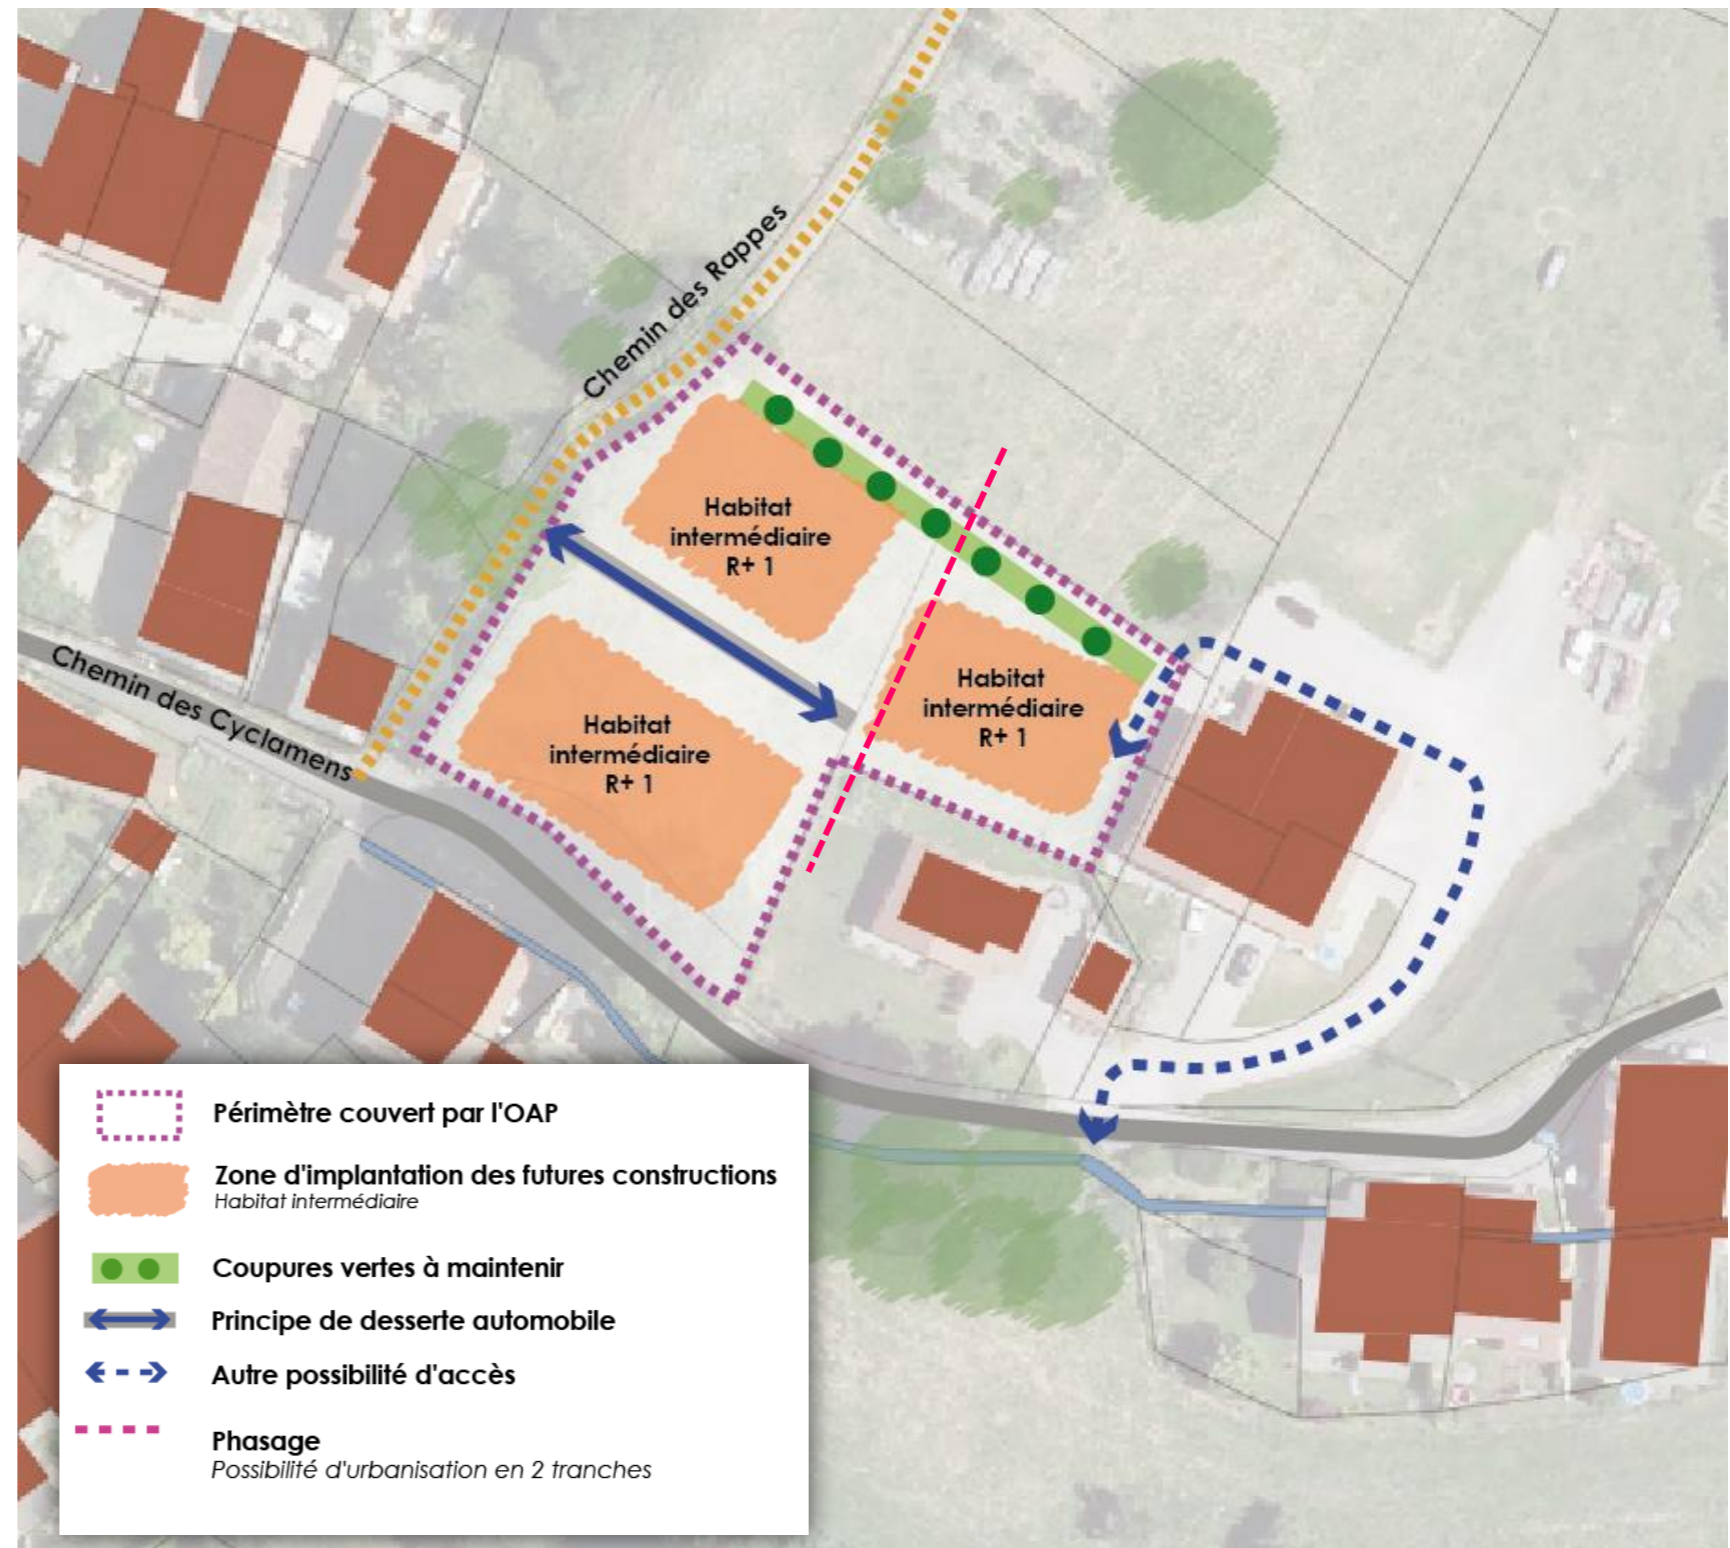 Chemin des Rappes
Habitat
intermédiaire
R+ 1
Chemin des Cyclamens
Habitat
intermédiaire
R+ 1
Habitat
intermédiaire
R+ 1
Périmètre couvert par l'OAP
Zone d'implantation des futures constructions
Habitat intermédiaire
Coupures vertes à maintenir
Principe de desserte automobile
Autre possibilité d'accès
Phasage
Possibilité d'urbanisation en 2 tranches